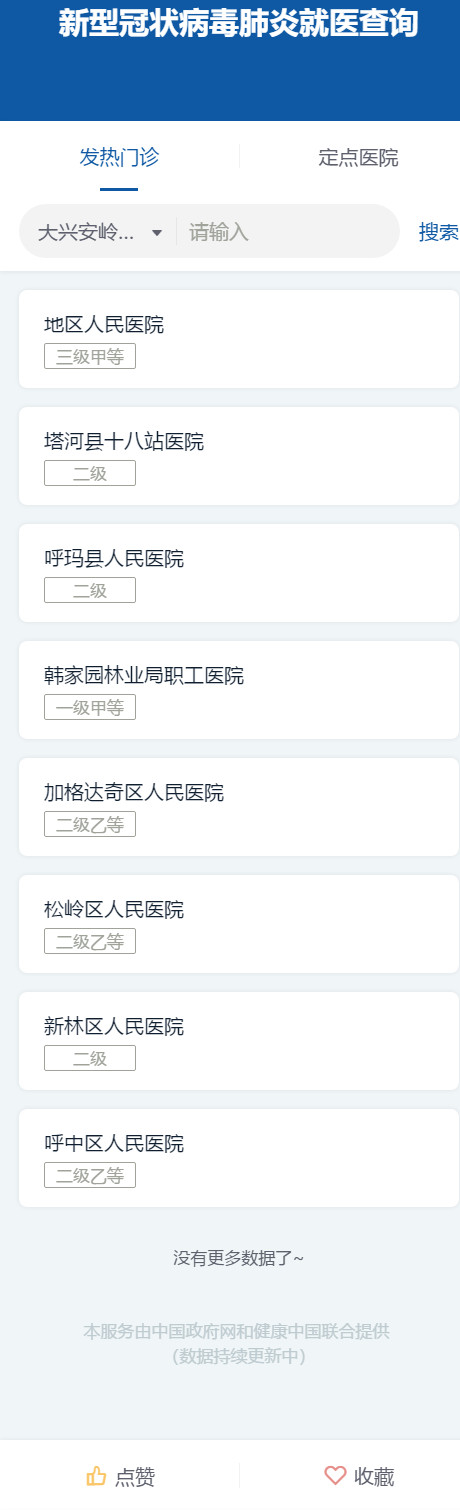 新型冠状病毒肺炎就医查询
发热门诊
定点医院
大兴安岭... 请输入 搜索
地区人民医院
三级甲等
塔河县十八站医院
二级
呼玛县人民医院
二级
韩家园林业局职工医院
一级甲等
加格达奇区人民医院
二级乙等
松岭区人民医院
二级乙等
新林区人民医院
二级
呼中区人民医院
二级乙等
没有更多数据了~
本服务由中国政府网和健康中国联合提供
（数据持续更新中）
点赞
收藏